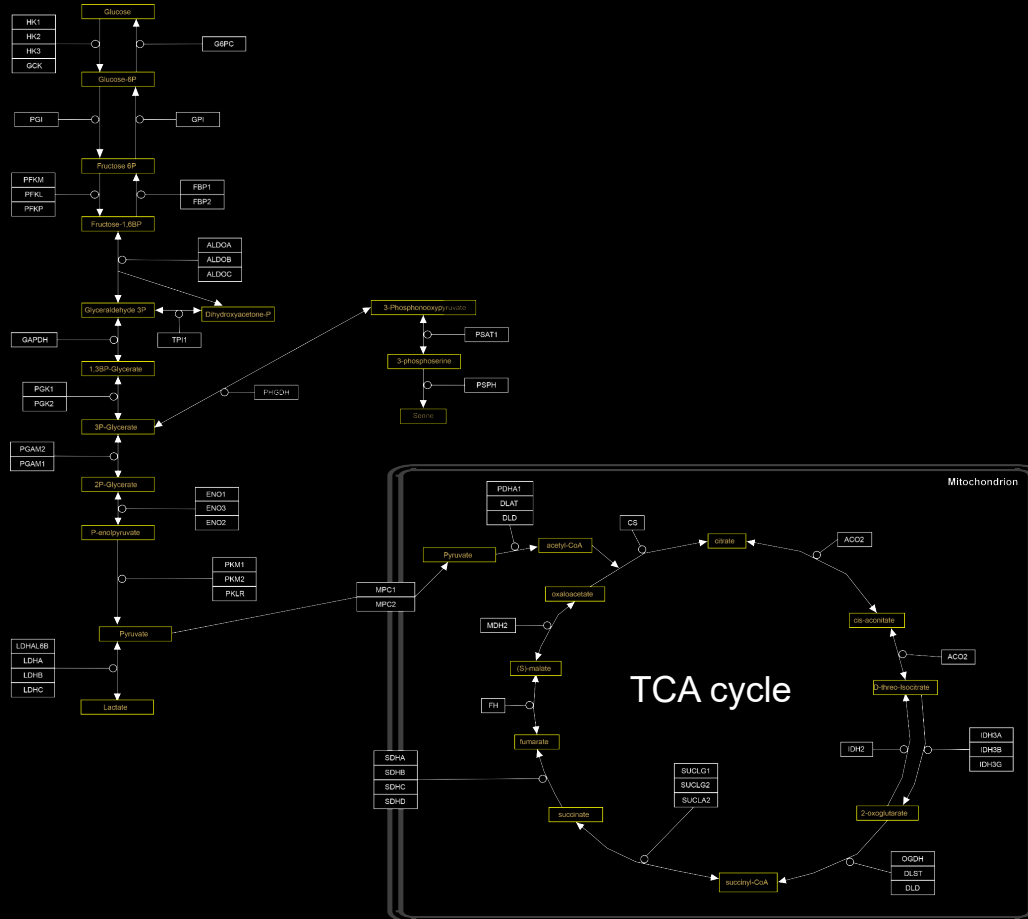 Glucose
HK1
HK2
HK3
GCK
G6PC
Glucose-6P
PGI
GPI
Fructose 6P
PFKM
PFKL
PFKP
FBP1
FBP2
Fructose-1,6BP
ALDOA
ALDOB
ALDOC
Glyceraldehyde 3P
Dihydroxyacetone-P
TPI1
GAPDH
1,3BP-Glycerate
PGK1
PGK2
3P-Glycerate
PHGDH
3-Phosphonooxypyruvate
PSAT1
3-phosphoserine
PSPH
Serine
PGAM2
PGAM1
2P-Glycerate
ENO1
ENO3
ENO2
P-enolpyruvate
PKM1
PKM2
PKLR
Pyruvate
LDHAL6B
LDHA
LDHB
LDHC
Lactate
MPC1
MPC2
Mitochondrion
Pyruvate
PDHA1
DLAT
DLD
acetyl-CoA
CS
citrate
ACO2
cis-aconitate
ACO2
D-threo-Isocitrate
IDH2
IDH3A
IDH3B
IDH3G
2-oxoglutarate
OGDH
DLST
DLD
succinyl-CoA
SUCLG1
SUCLG2
SUCLA2
succinate
SDHA
SDHB
SDHC
SDHD
fumarate
FH
(S)-malate
MDH2
oxaloacetate
TCA cycle